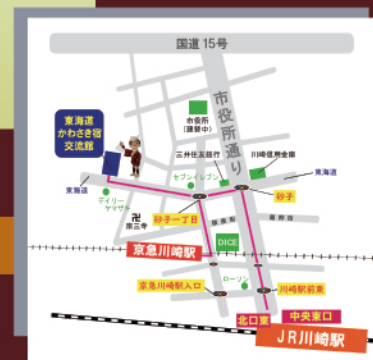 国道15号
東海道
かわさき宿
交流館
市役所
(建替中)
市役所通り
三井住友銀行
川崎信用金庫
セブンイレブン
東海道
東海道
デイリー
ヤマザキ
砂子
卍
宗三寺
砂子一丁目
銀座街
京急川崎駅
DICE
京急川崎駅入口
ローソン
川崎駅前東
北口東
中央東口
JR川崎駅